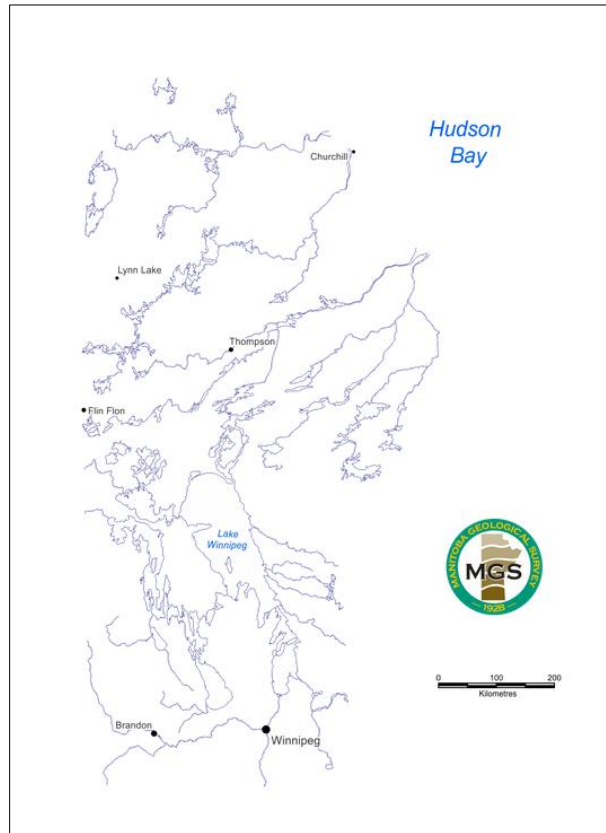 Hudson
Bay
Churchill
Lynn Lake
Thompson
Flin Flon
Lake
Winnipeg
MANITOBA GEOLOGICAL SURVEY
MGS
1928
0 100 200
Kilometres
Brandon
Winnipeg